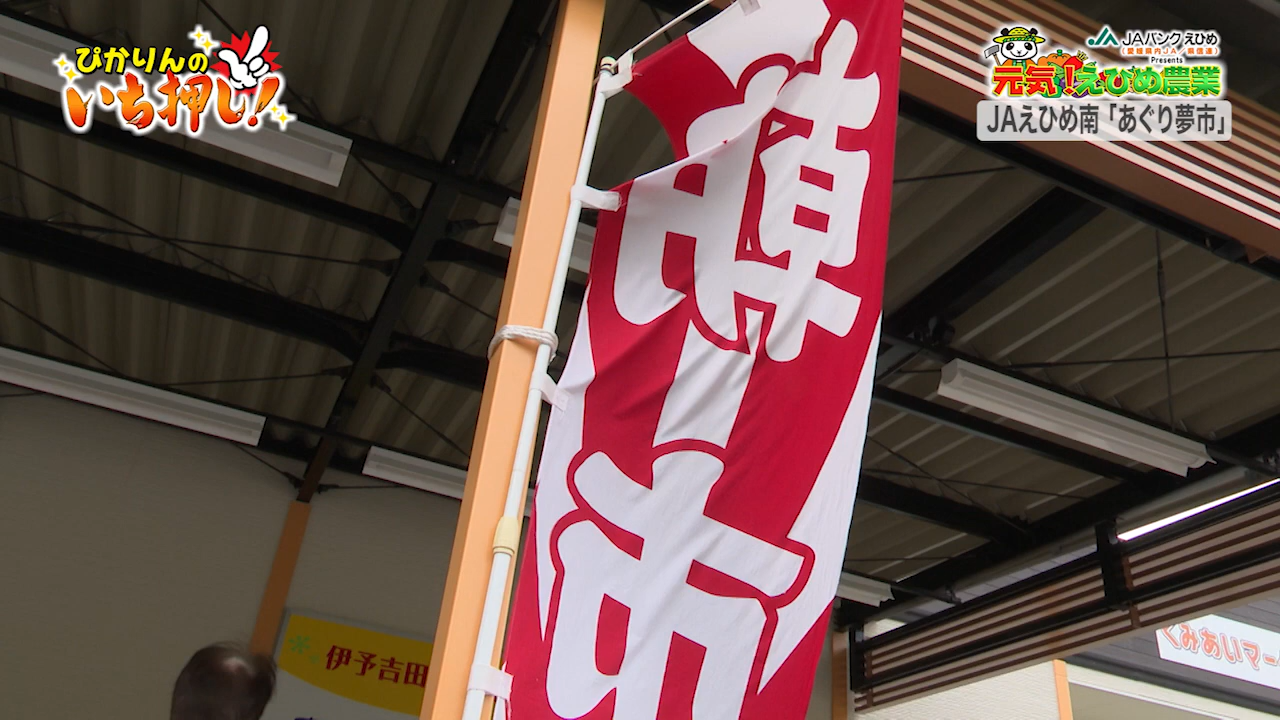 ぴかりんの
いち押し!
JAバンク えひめ
(愛媛県内JA/県信連)
Presents
元気!えひめ農業
JAえひめ南「あぐり夢市」
朝
市
伊予吉田
くみあいマー